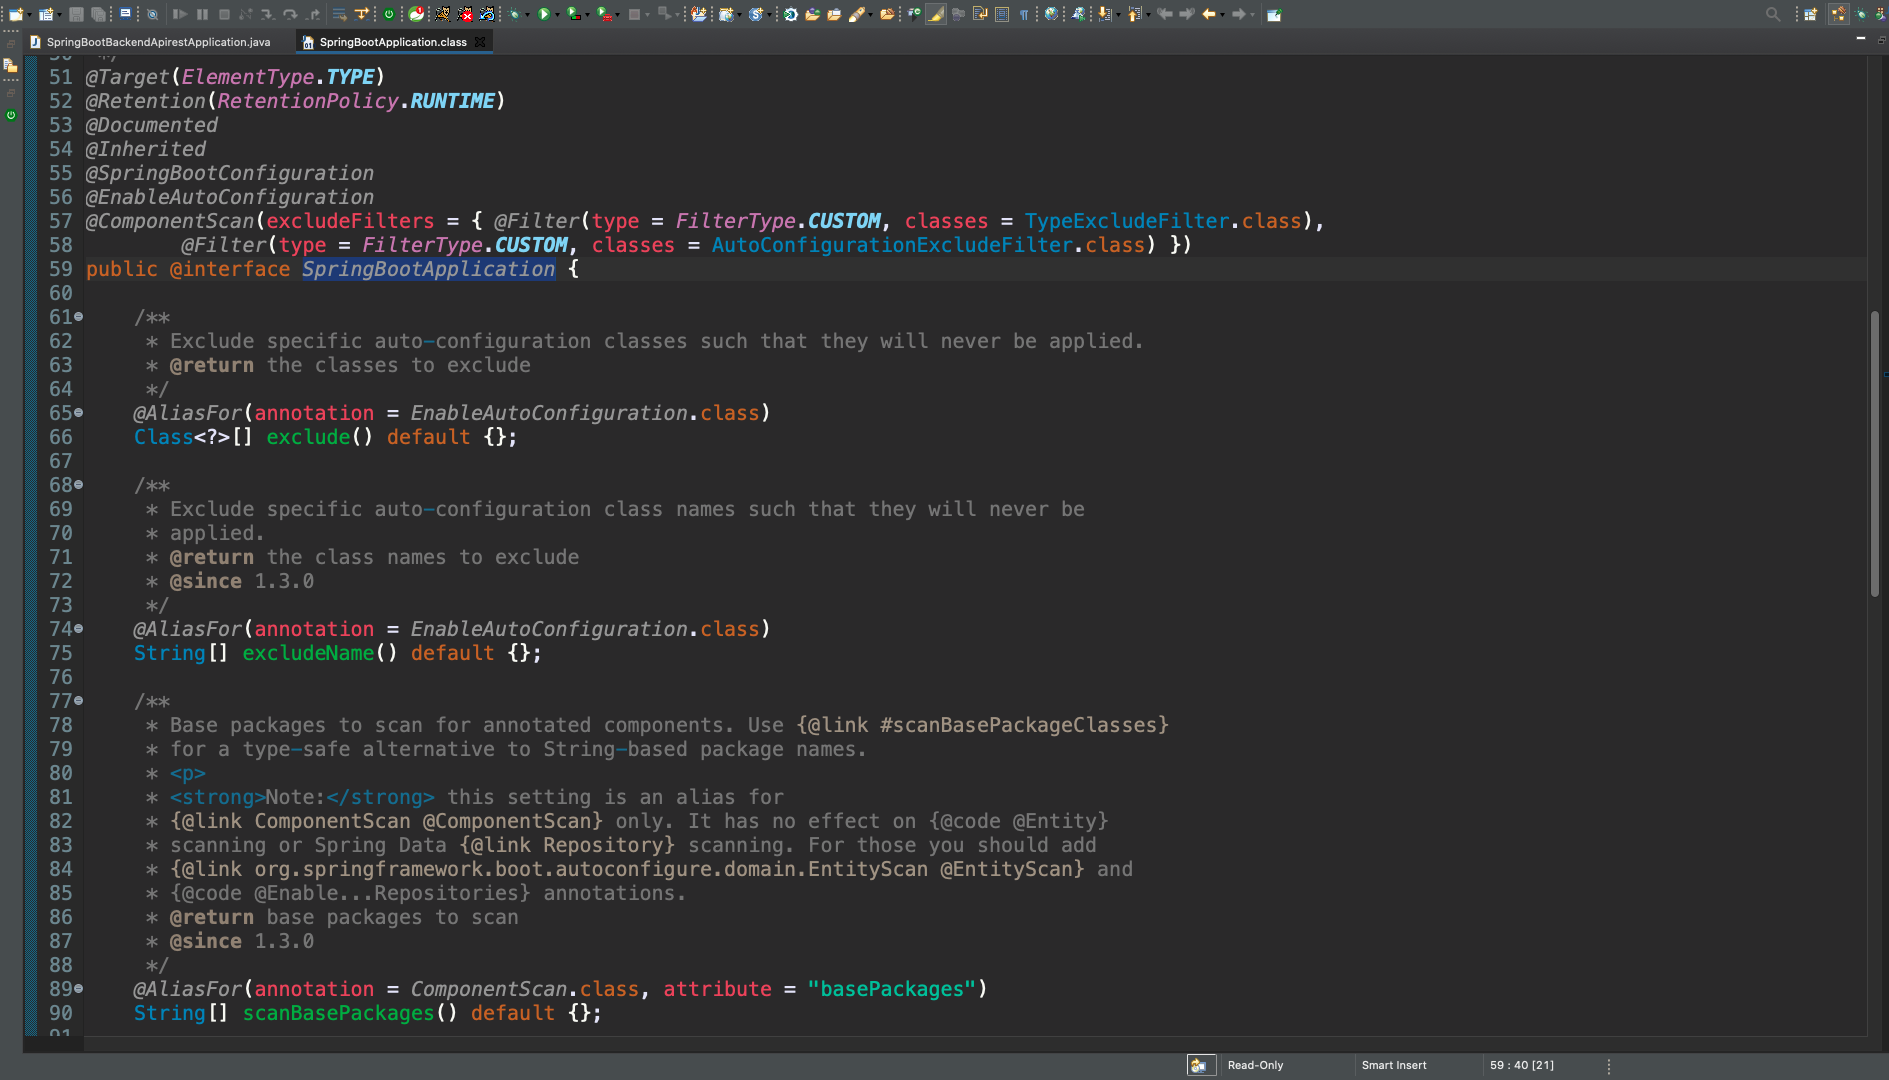 SpringBootBackendApirestApplication.java SpringBootApplication.class
51 @Target(ElementType.TYPE)
52 @Retention(RetentionPolicy.RUNTIME)
53 @Documented
54 @Inherited
55 @SpringBootConfiguration
56 @EnableAutoConfiguration
57 @ComponentScan(excludeFilters = { @Filter(type = FilterType.CUSTOM, classes = TypeExcludeFilter.class),
58         @Filter(type = FilterType.CUSTOM, classes = AutoConfigurationExcludeFilter.class) })
59 public @interface SpringBootApplication {
60
61     /**
62      * Exclude specific auto-configuration classes such that they will never be applied.
63      * @return the classes to exclude
64      */
65     @AliasFor(annotation = EnableAutoConfiguration.class)
66     Class<?>[] exclude() default {};
67
68     /**
69      * Exclude specific auto-configuration class names such that they will never be
70      * applied.
71      * @return the class names to exclude
72      * @since 1.3.0
73      */
74     @AliasFor(annotation = EnableAutoConfiguration.class)
75     String[] excludeName() default {};
76
77     /**
78      * Base packages to scan for annotated components. Use {@link #scanBasePackageClasses}
79      * for a type-safe alternative to String-based package names.
80      * <p>
81      * <strong>Note:</strong> this setting is an alias for
82      * {@link ComponentScan @ComponentScan} only. It has no effect on {@code @Entity}
83      * scanning or Spring Data {@link Repository} scanning. For those you should add
84      * {@link org.springframework.boot.autoconfigure.domain.EntityScan @EntityScan} and
85      * {@code @Enable...Repositories} annotations.
86      * @return base packages to scan
87      * @since 1.3.0
88      */
89     @AliasFor(annotation = ComponentScan.class, attribute = "basePackages")
90     String[] scanBasePackages() default {};
Read-Only Smart Insert 59 : 40 [21]